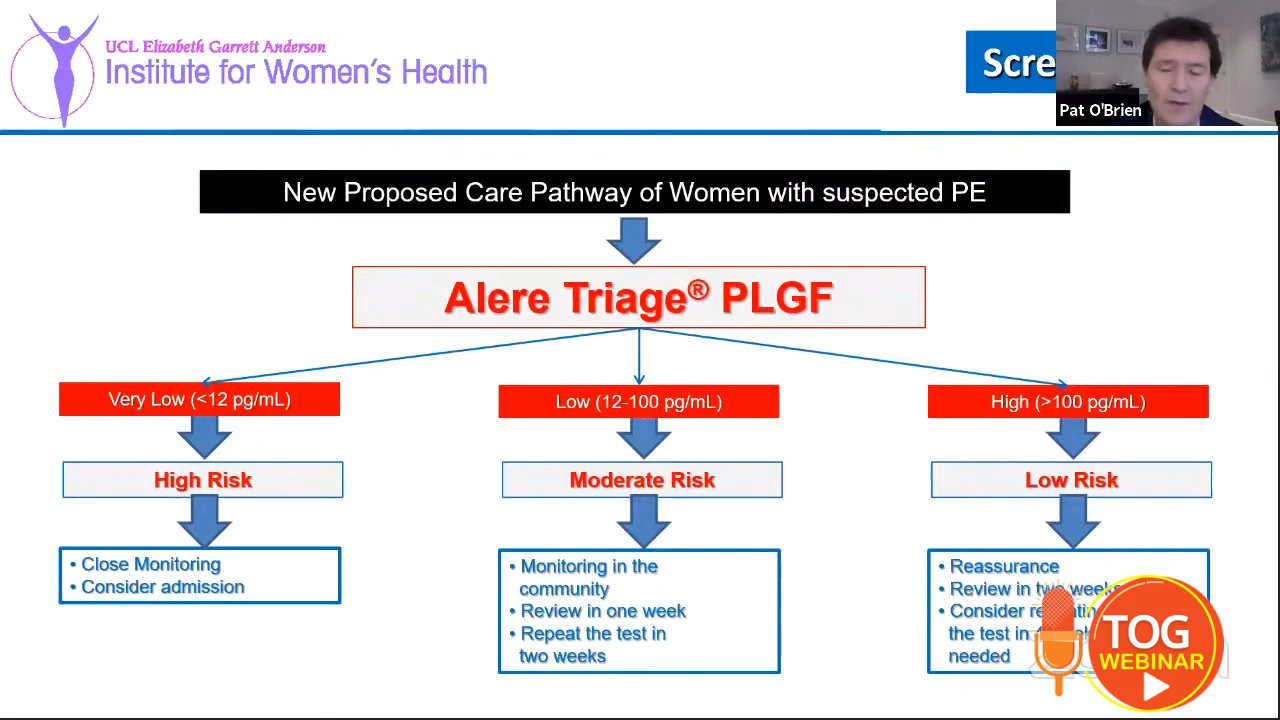 UCL Elizabeth Garrett Anderson
Institute for Women's Health
Scre
Pat O'Brien
New Proposed Care Pathway of Women with suspected PE
Alere Triage® PLGF
Very Low (<12 pg/mL)
High Risk
• Close Monitoring
• Consider admission
Low (12-100 pg/mL)
Moderate Risk
• Monitoring in the
community
• Review in one week
• Repeat the test in
two weeks
High (>100 pg/mL)
Low Risk
• Reassurance
• Review in two weeks
• Consider
the test in
needed
TOG
WEBINAR